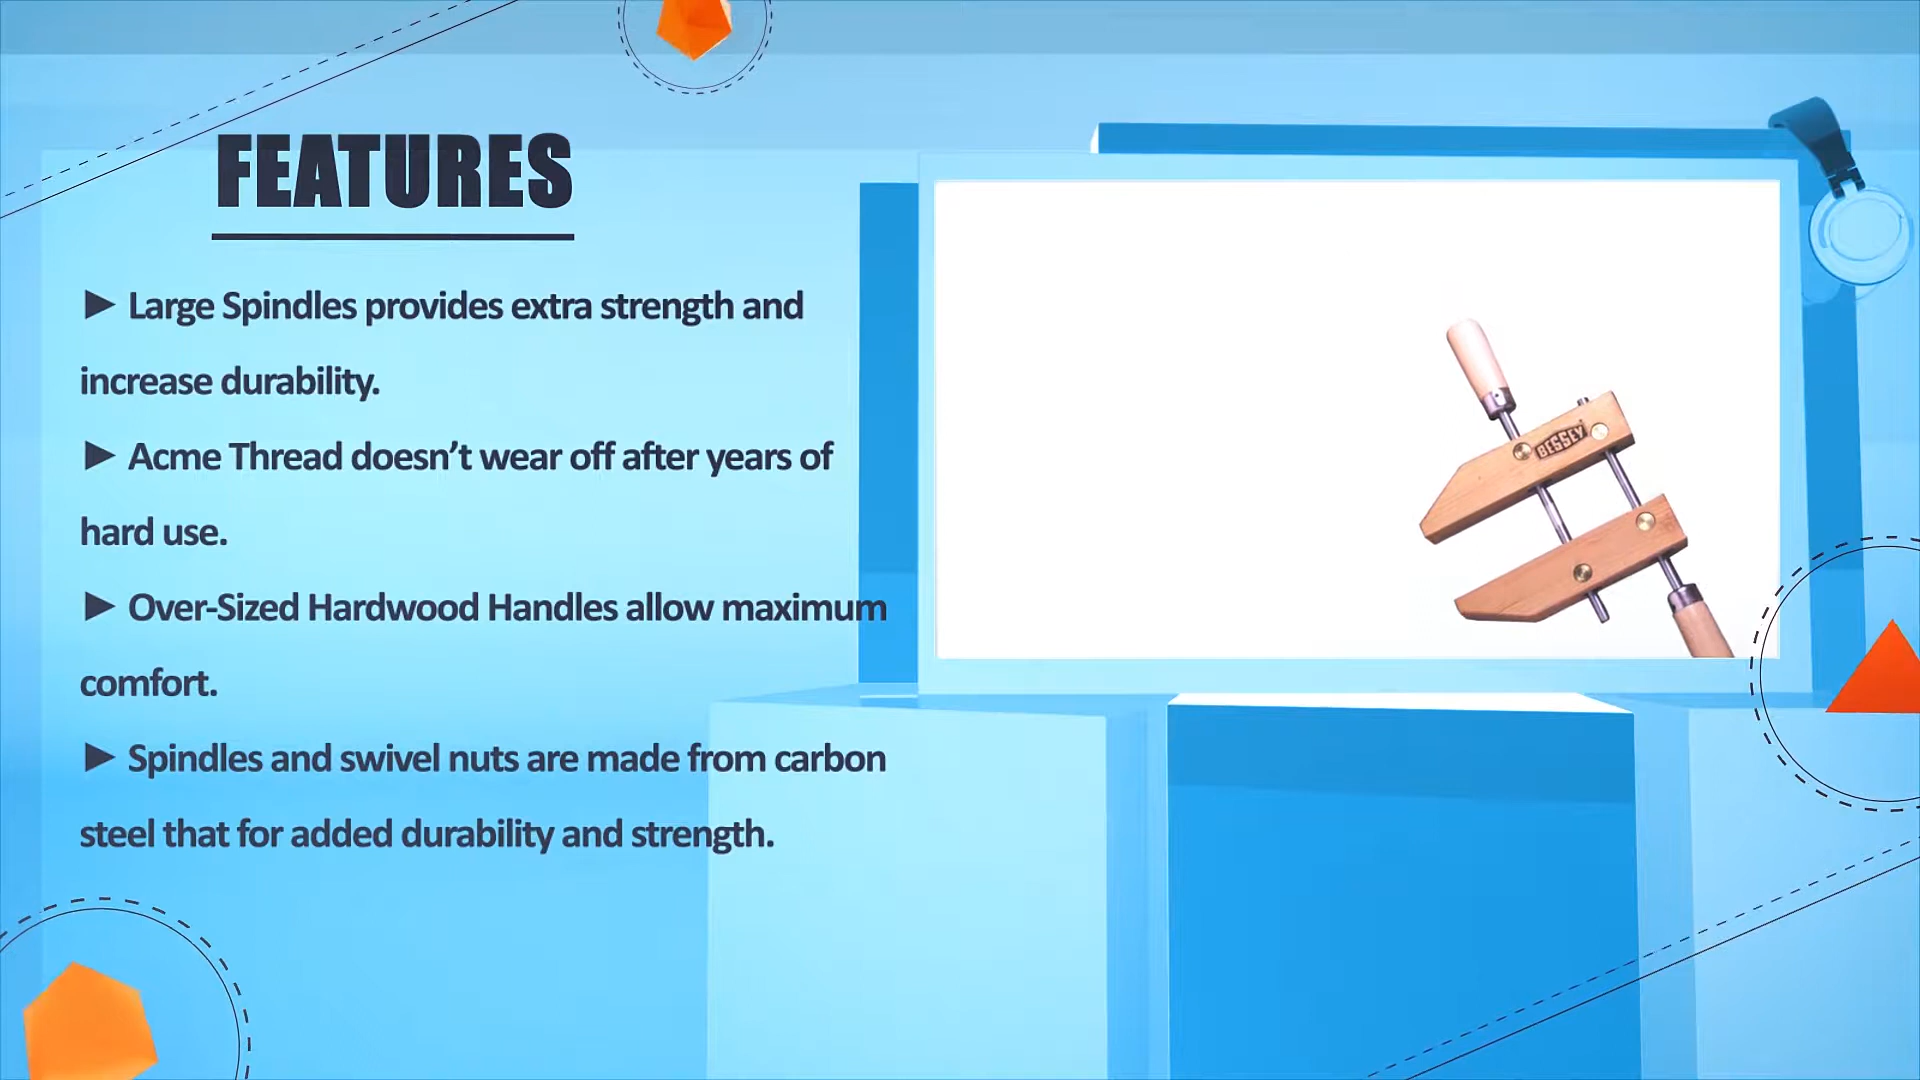 FEATURES
► Large Spindles provides extra strength and
increase durability.
► Acme Thread doesn’t wear off after years of
hard use.
► Over-Sized Hardwood Handles allow maximum
comfort.
► Spindles and swivel nuts are made from carbon
steel that for added durability and strength.
BESSEY